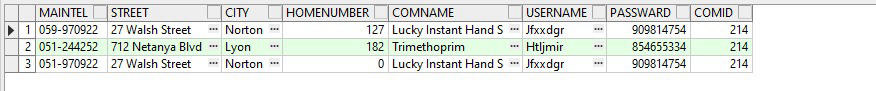 MAINTEL STREET CITY HOMENUMBER COMNAME USERNAME PASSWARD COMID
1 059-970922 27 Walsh Street ... Norton ... 127 Lucky Instant Hand S ... Jfxxdgr ... 909814754 214
2 051-244252 712 Netanya Blvd ... Lyon ... 182 Trimethoprim ... Htljmir ... 854655334 214
3 051-970922 27 Walsh Street ... Norton ... 0 Lucky Instant Hand S ... Jfxxdgr ... 909814754 214